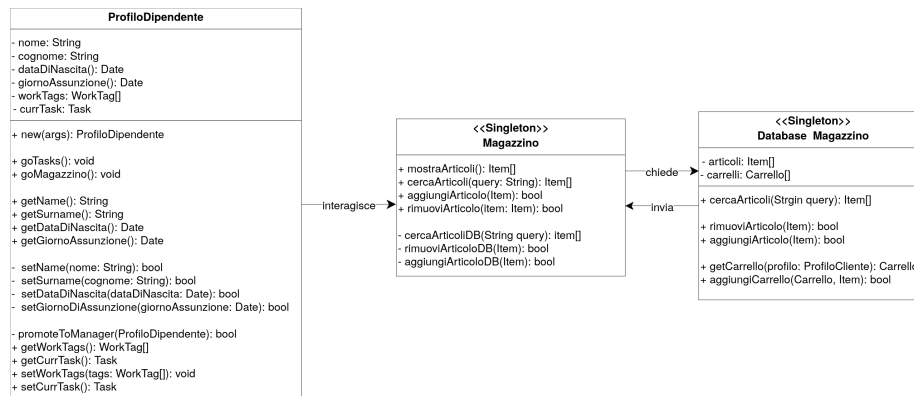 ProfiloDipendente
- nome: String
- cognome: String
- dataDiNascita(): Date
- giornoAssunzione(): Date
- workTags: WorkTag[]
- currTask: Task
+ new(args): ProfiloDipendente
+ goTasks(): void
+ goMagazzino(): void
+ getName(): String
+ getSurname(): String
+ getDataDiNascita(): Date
+ getGiornoAssunzione(): Date
- setName(nome: String): bool
- setSurname(cognome: String): bool
- setDataDiNascita(dataDiNascita: Date): bool
- setGiornoDiAssunzione(giornoAssunzione: Date): bool
- promoteToManager(ProfiloDipendente): bool
+ getWorkTags(): WorkTag[]
+ getCurrTask(): Task
+ setWorkTags(tags: WorkTag[]): void
+ setCurrTask(): Task
interagisce
<<Singleton>>
Magazzino
+ mostraArticoli(): Item[]
+ cercaArticoli(query: String): Item[]
+ aggiungiArticolo(Item): bool
+ rimuoviArticolo(item: Item): bool
- cercaArticoliDB(String query): item[]
- rimuoviArticoloDB(Item): bool
- aggiungiArticoloDB(Item): bool
chiede
invia
<<Singleton>>
Database Magazzino
- articoli: Item[]
- carrelli: Carrello[]
+ cercaArticoli(Strgin query): Item[]
+ rimuoviArticolo(Item): bool
+ aggiungiArticolo(Item): bool
+ getCarrello(profilo: ProfiloCliente): Carrello
+ aggiungiCarrello(Carrello, Item): bool